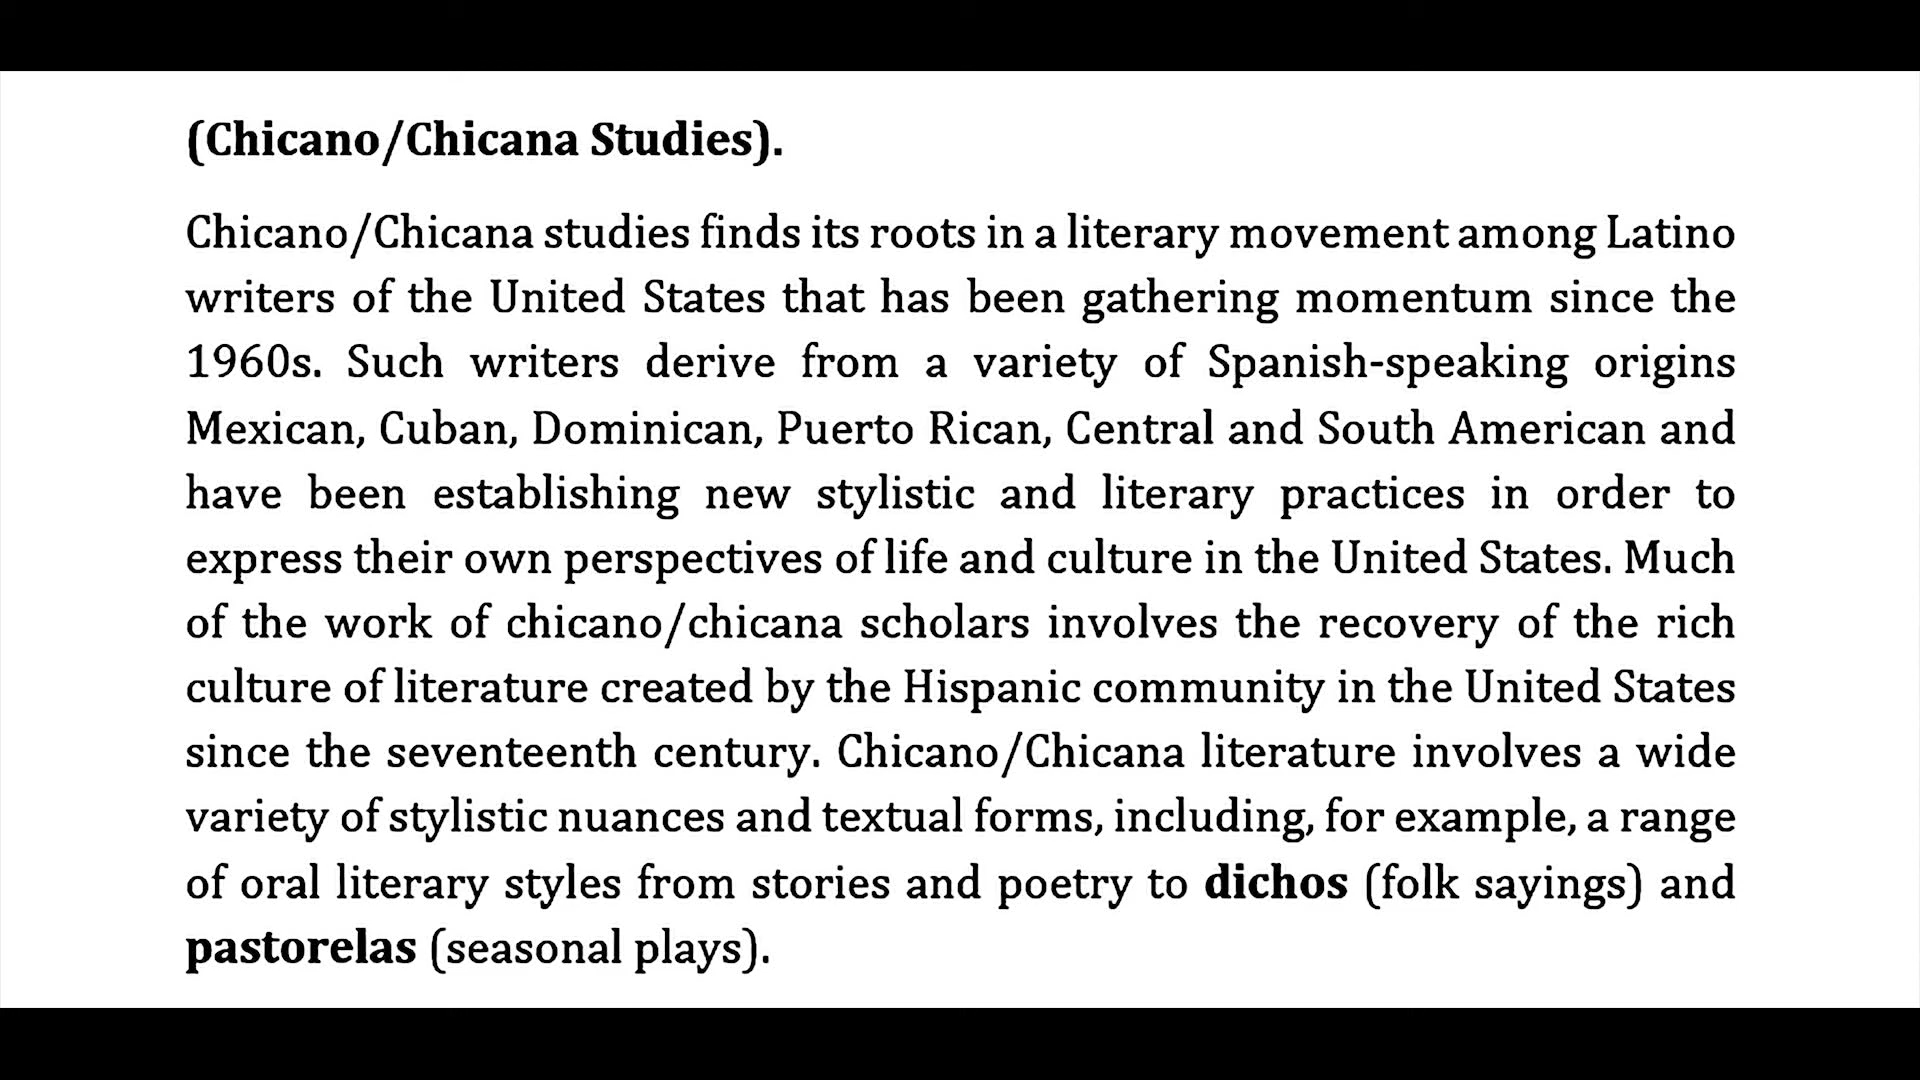 (Chicano/Chicana Studies).
Chicano/Chicana studies finds its roots in a literary movement among Latino
writers of the United States that has been gathering momentum since the
1960s. Such writers derive from a variety of Spanish-speaking origins
Mexican, Cuban, Dominican, Puerto Rican, Central and South American and
have been establishing new stylistic and literary practices in order to
express their own perspectives of life and culture in the United States. Much
of the work of chicano/chicana scholars involves the recovery of the rich
culture of literature created by the Hispanic community in the United States
since the seventeenth century. Chicano/Chicana literature involves a wide
variety of stylistic nuances and textual forms, including, for example, a range
of oral literary styles from stories and poetry to dichos (folk sayings) and
pastorelas (seasonal plays).